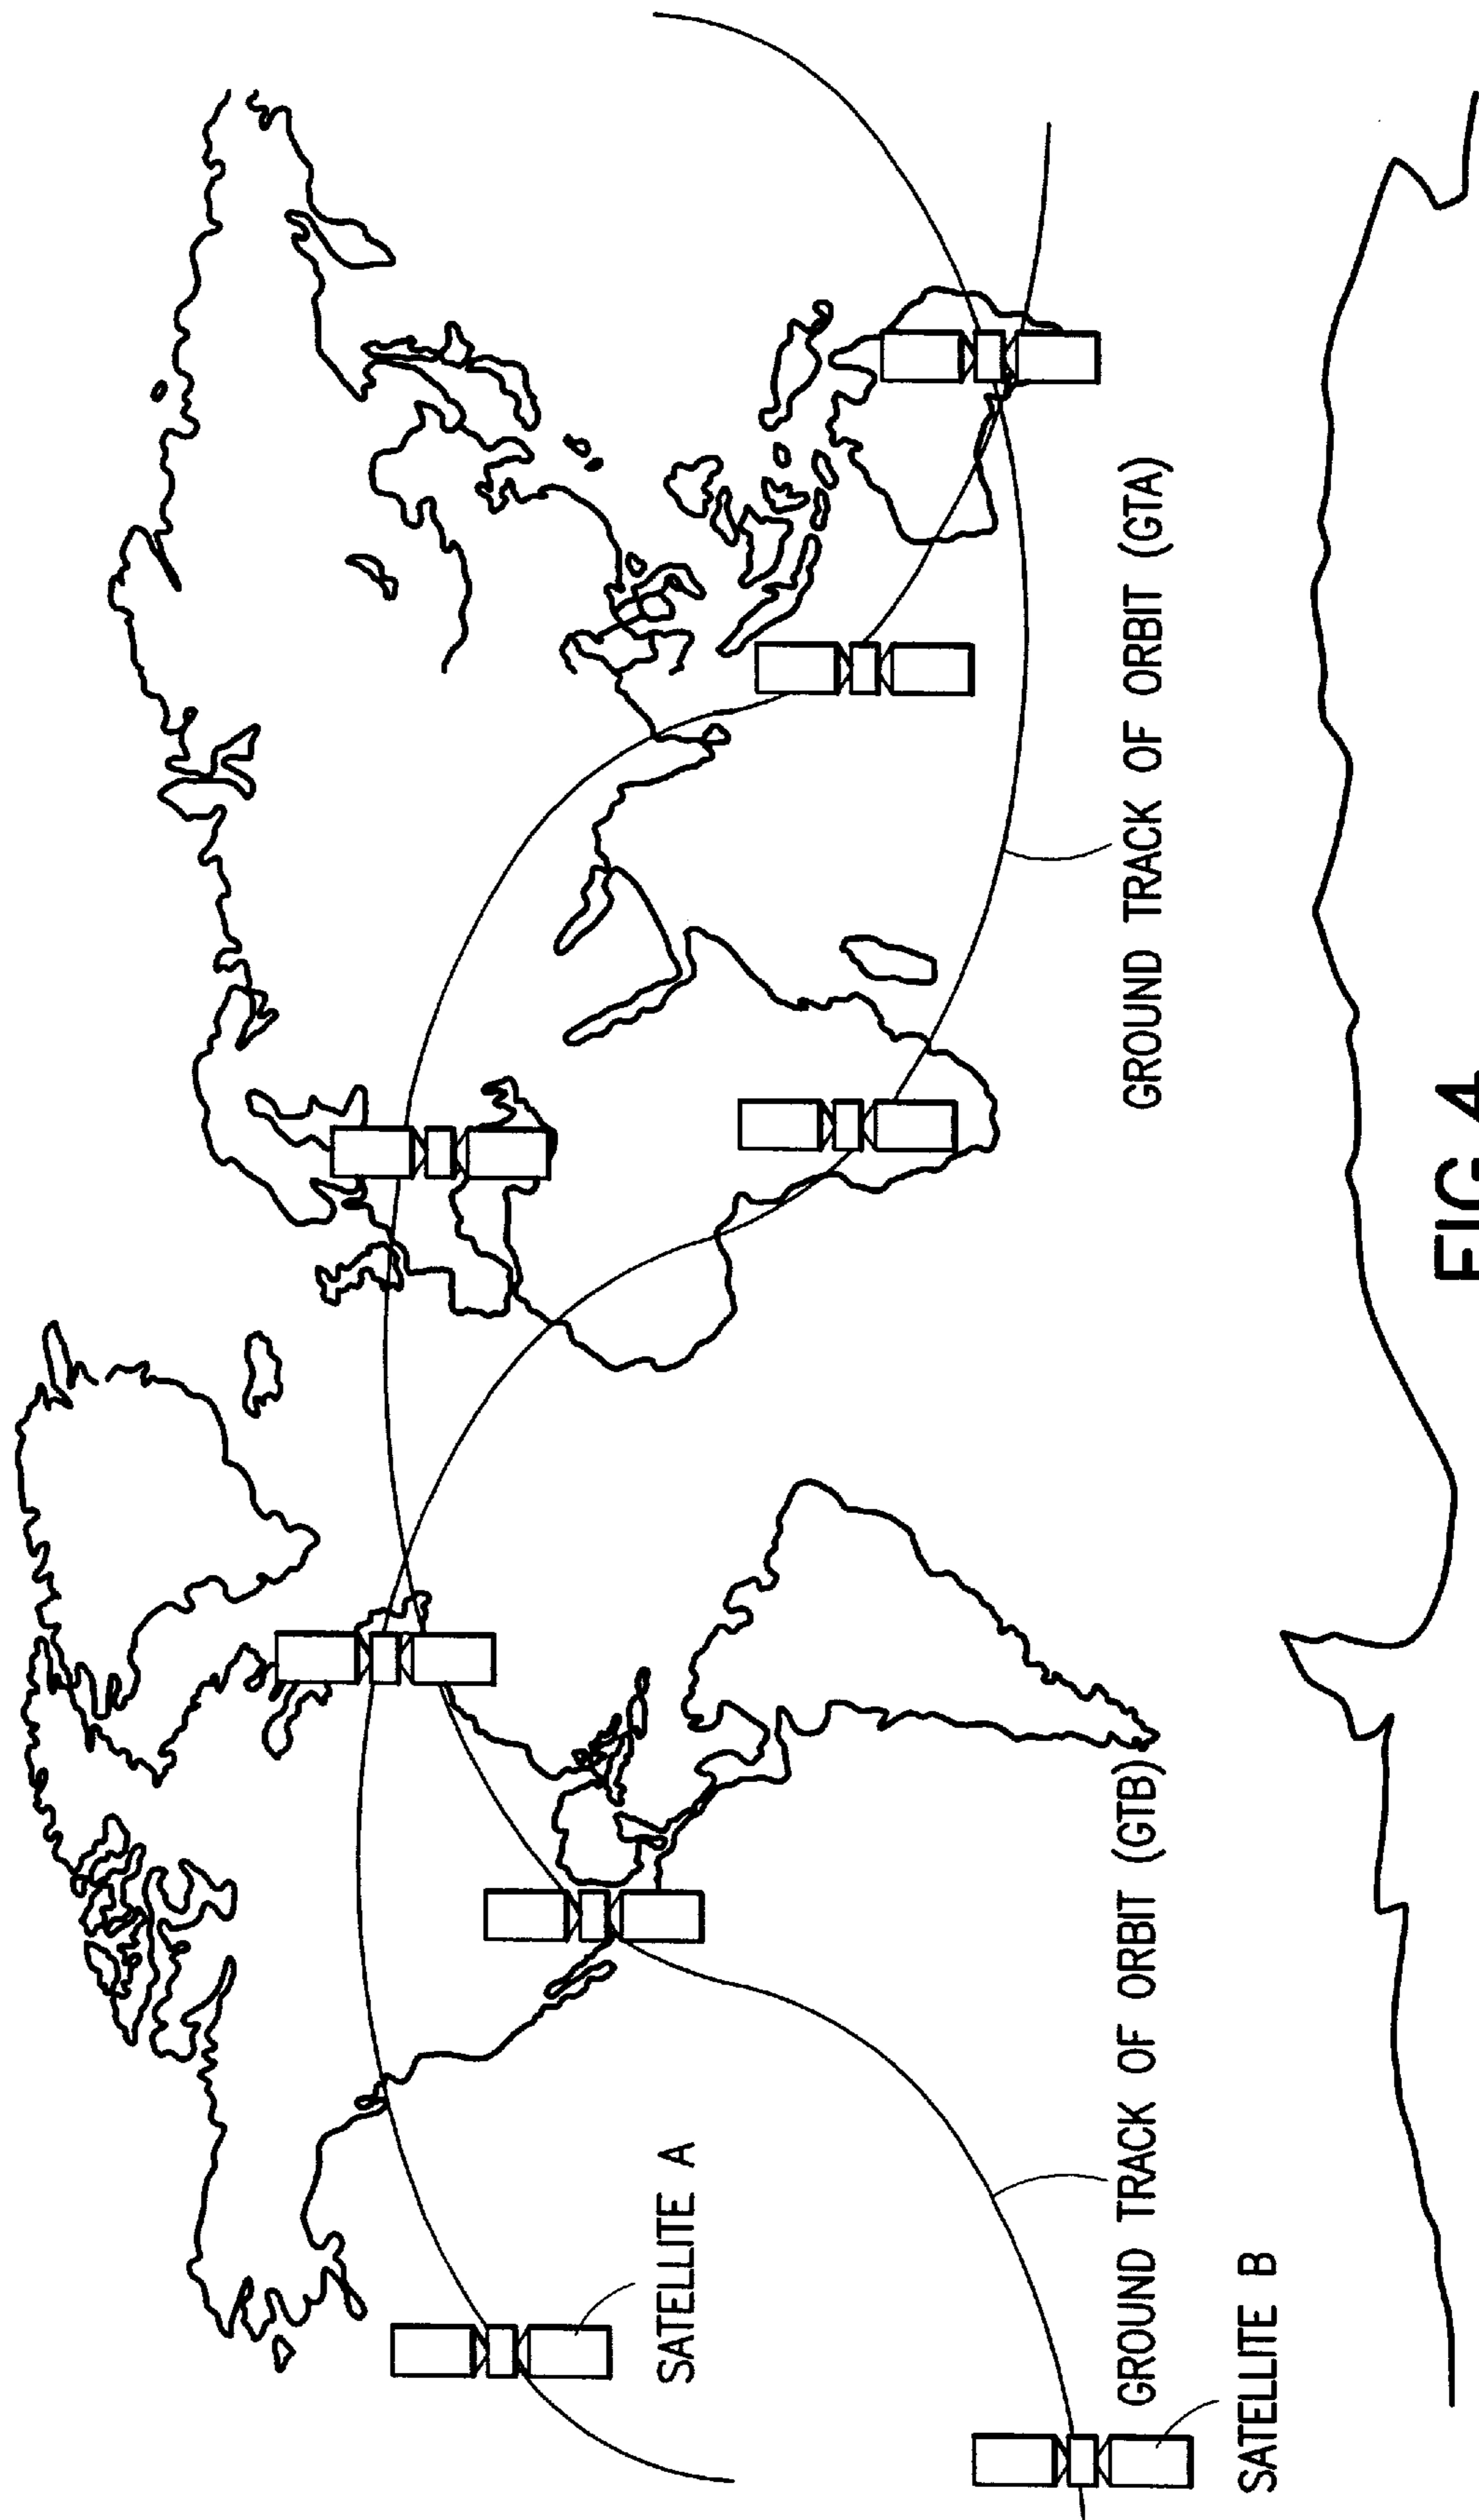 SATELLITE A
GROUND TRACK OF ORBIT (GTB)
SATELLITE B
GROUND TRACK OF ORBIT (GTA)
FIG. 4